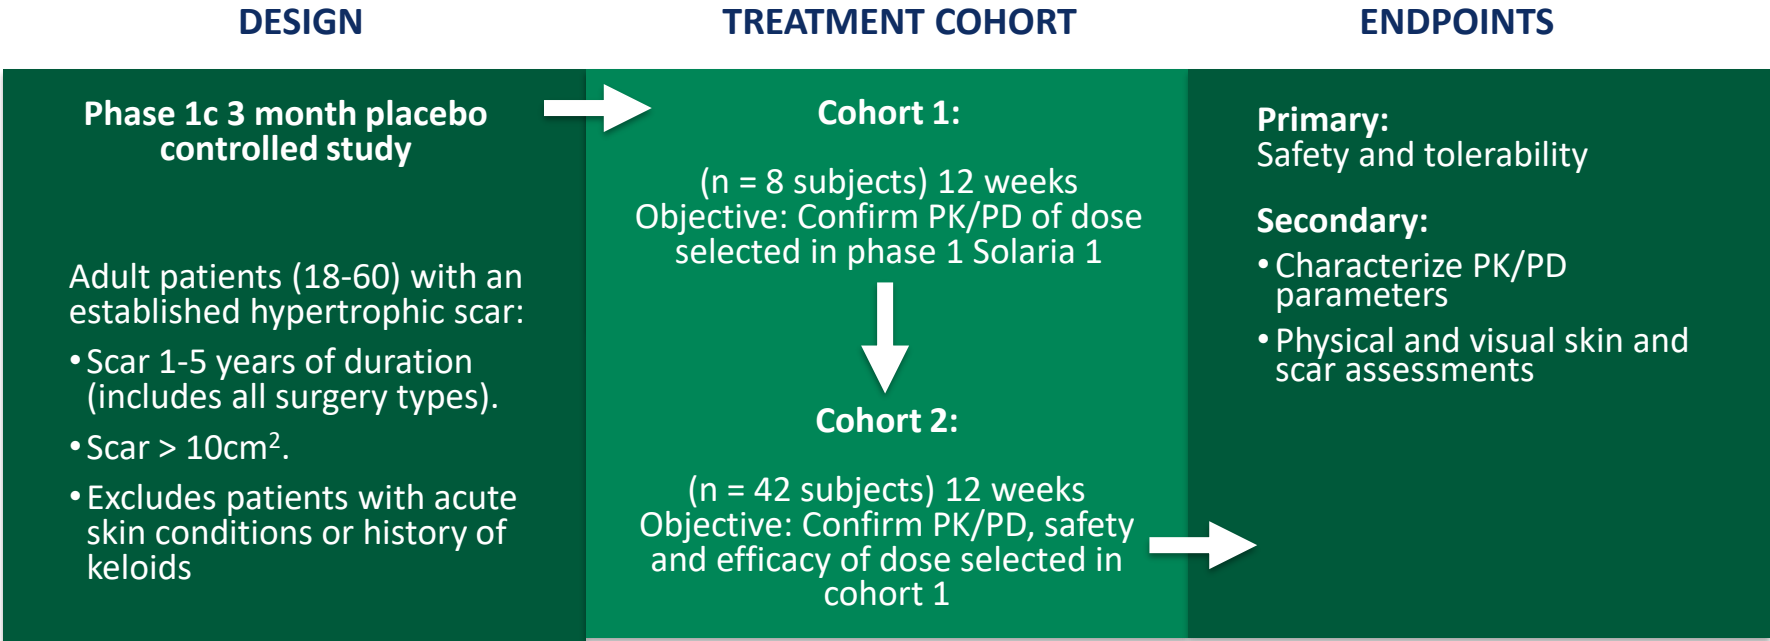 DESIGN
TREATMENT COHORT
ENDPOINTS
Phase 1c 3 month placebo
controlled study
Adult patients (18-60) with an
established hypertrophic scar:
• Scar 1-5 years of duration
(includes all surgery types).
• Scar > 10cm².
• Excludes patients with acute
skin conditions or history of
keloids
Cohort 1:
(n = 8 subjects) 12 weeks
Objective: Confirm PK/PD of dose
selected in phase 1 Solaria 1
Cohort 2:
(n = 42 subjects) 12 weeks
Objective: Confirm PK/PD, safety
and efficacy of dose selected in
cohort 1
Primary:
Safety and tolerability
Secondary:
• Characterize PK/PD
parameters
• Physical and visual skin and
scar assessments